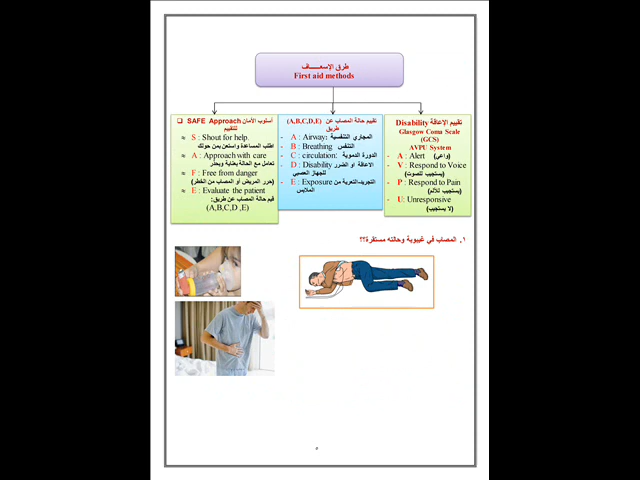 طرق الإسعـــــاف
First aid methods
❑ SAFE Approach أسلوب الأمان
للتقييم
S : Shout for help.
اطلب المساعدة واستعن بمن حولك
A : Approach with care
تعامل مع الحالة بعناية وبحذر
F : Free from danger
(حرر المريض أو المصاب من الخطر)
E : Evaluate the patient
قيم حالة المصاب عن طريق:
(A,B,C,D ,E)
تقييم حالة المصاب عن (A,B,C,D,E)
طريق
- A : Airway: المجاري التنفسية
- B : Breathing التنفس
- C : circulation: الدورة الدموية
- D : Disability الاعاقة او الضرر
للجهاز العصبي
- E : Exposure التجريد-التعرية من
الملابس
تقييم الإعاقة Disability
Glasgow Coma Scale
(GCS)
AVPU System
- A : Alert (واعي)
- V : Respond to Voice
(يستجيب للصوت)
- P : Respond to Pain
(يستجيب للألم)
- U: Unresponsive
(لا يستجيب)
١. المصاب في غيبوبة وحالته مستقرة؟؟